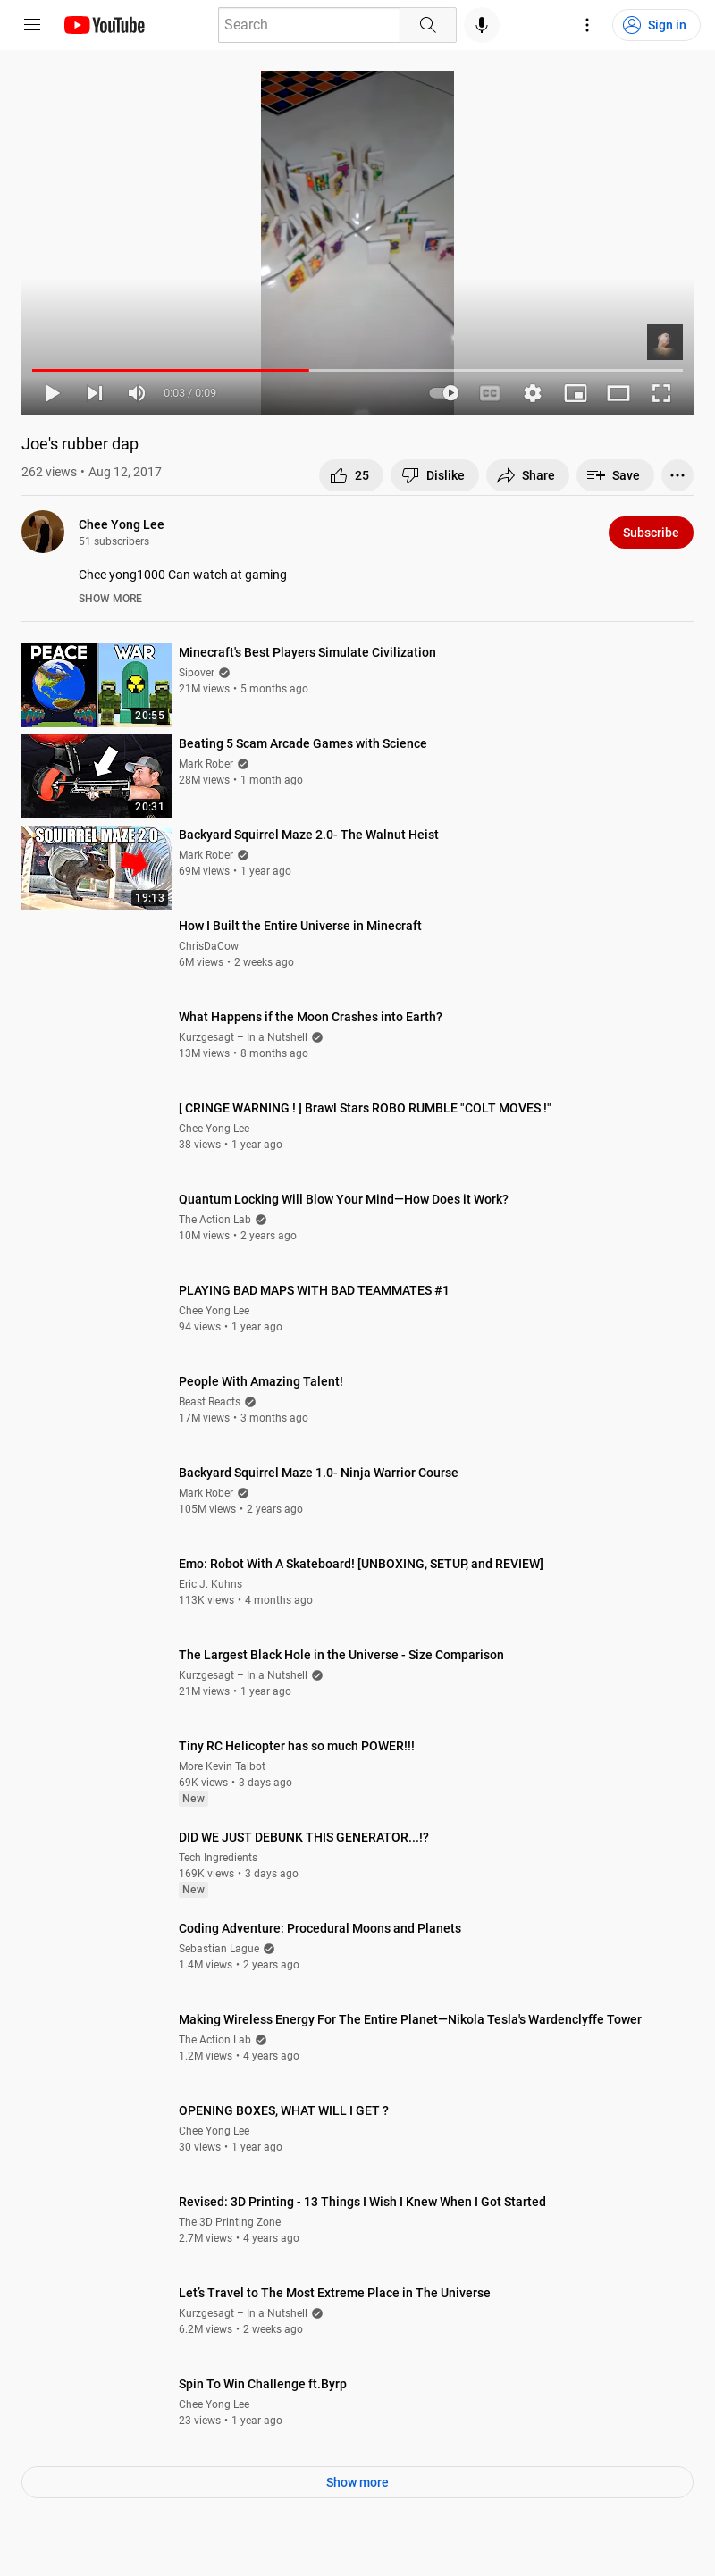 YouTube
Search
Sign in
0:03 / 0:09
CC
Joe's rubber dap
262 views • Aug 12, 2017
25
Dislike
Share
Save
Chee Yong Lee
51 subscribers
Subscribe
Chee yong1000 Can watch at gaming
SHOW MORE
PEACE WAR
20:55
Minecraft's Best Players Simulate Civilization
Sipover
21M views • 5 months ago
20:31
Beating 5 Scam Arcade Games with Science
Mark Rober
28M views • 1 month ago
SQUIRREL MAZE 2.0
19:13
Backyard Squirrel Maze 2.0- The Walnut Heist
Mark Rober
69M views • 1 year ago
How I Built the Entire Universe in Minecraft
ChrisDaCow
6M views • 2 weeks ago
What Happens if the Moon Crashes into Earth?
Kurzgesagt – In a Nutshell
13M views • 8 months ago
[ CRINGE WARNING ! ] Brawl Stars ROBO RUMBLE "COLT MOVES !"
Chee Yong Lee
38 views • 1 year ago
Quantum Locking Will Blow Your Mind—How Does it Work?
The Action Lab
10M views • 2 years ago
PLAYING BAD MAPS WITH BAD TEAMMATES #1
Chee Yong Lee
94 views • 1 year ago
People With Amazing Talent!
Beast Reacts
17M views • 3 months ago
Backyard Squirrel Maze 1.0- Ninja Warrior Course
Mark Rober
105M views • 2 years ago
Emo: Robot With A Skateboard! [UNBOXING, SETUP, and REVIEW]
Eric J. Kuhns
113K views • 4 months ago
The Largest Black Hole in the Universe - Size Comparison
Kurzgesagt – In a Nutshell
21M views • 1 year ago
Tiny RC Helicopter has so much POWER!!!
More Kevin Talbot
69K views • 3 days ago
New
DID WE JUST DEBUNK THIS GENERATOR...!?
Tech Ingredients
169K views • 3 days ago
New
Coding Adventure: Procedural Moons and Planets
Sebastian Lague
1.4M views • 2 years ago
Making Wireless Energy For The Entire Planet—Nikola Tesla's Wardenclyffe Tower
The Action Lab
1.2M views • 4 years ago
OPENING BOXES, WHAT WILL I GET ?
Chee Yong Lee
30 views • 1 year ago
Revised: 3D Printing - 13 Things I Wish I Knew When I Got Started
The 3D Printing Zone
2.7M views • 4 years ago
Let’s Travel to The Most Extreme Place in The Universe
Kurzgesagt – In a Nutshell
6.2M views • 2 weeks ago
Spin To Win Challenge ft.Byrp
Chee Yong Lee
23 views • 1 year ago
Show more